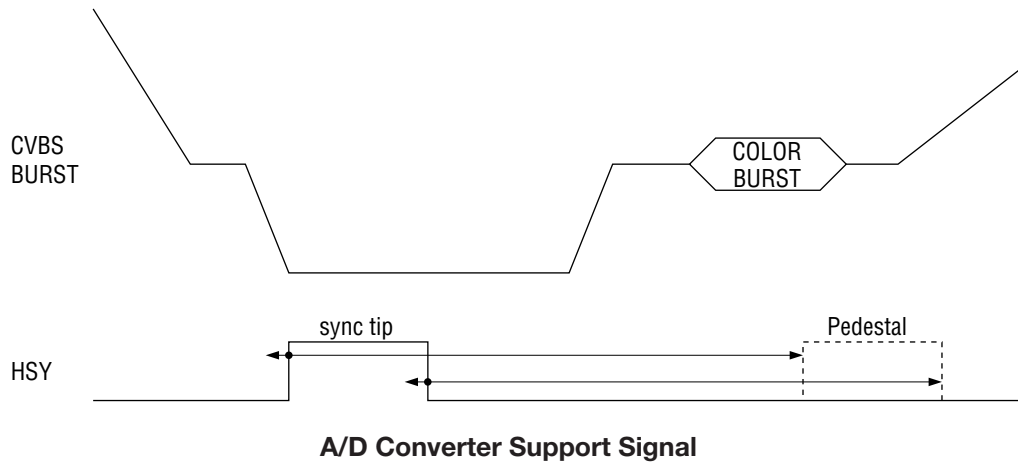 CVBS
BURST
COLOR
BURST
sync tip
Pedestal
HSY
A/D Converter Support Signal